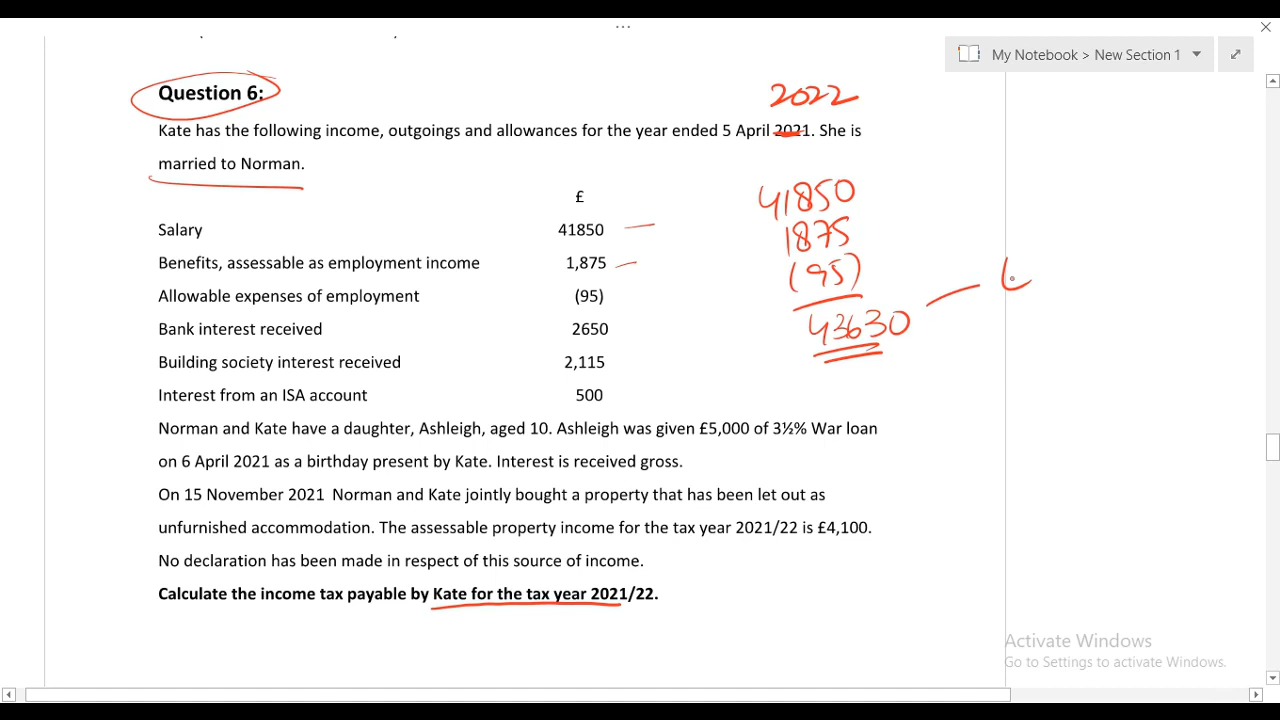 My Notebook > New Section 1
Question 6:
2022
Kate has the following income, outgoings and allowances for the year ended 5 April 2021. She is
married to Norman.
£
Salary 41850
Benefits, assessable as employment income 1,875
Allowable expenses of employment (95)
Bank interest received 2650
Building society interest received 2,115
Interest from an ISA account 500
41850
1875
(95)
43630
Norman and Kate have a daughter, Ashleigh, aged 10. Ashleigh was given £5,000 of 3½% War loan
on 6 April 2021 as a birthday present by Kate. Interest is received gross.
On 15 November 2021 Norman and Kate jointly bought a property that has been let out as
unfurnished accommodation. The assessable property income for the tax year 2021/22 is £4,100.
No declaration has been made in respect of this source of income.
Calculate the income tax payable by Kate for the tax year 2021/22.
Activate Windows
Go to Settings to activate Windows.